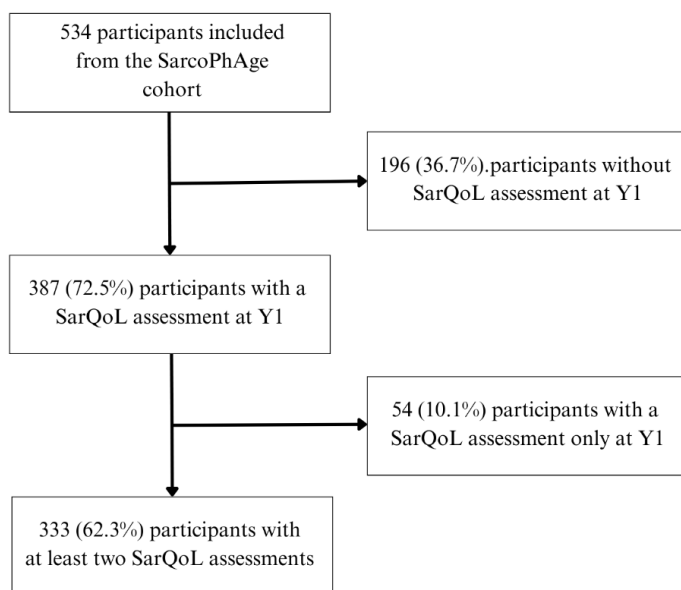 534 participants included
from the SarcoPhAge
cohort
196 (36.7%).participants without
SarQoL assessment at Y1
387 (72.5%) participants with a
SarQoL assessment at Y1
54 (10.1%) participants with a
SarQoL assessment only at Y1
333 (62.3%) participants with
at least two SarQoL assessments